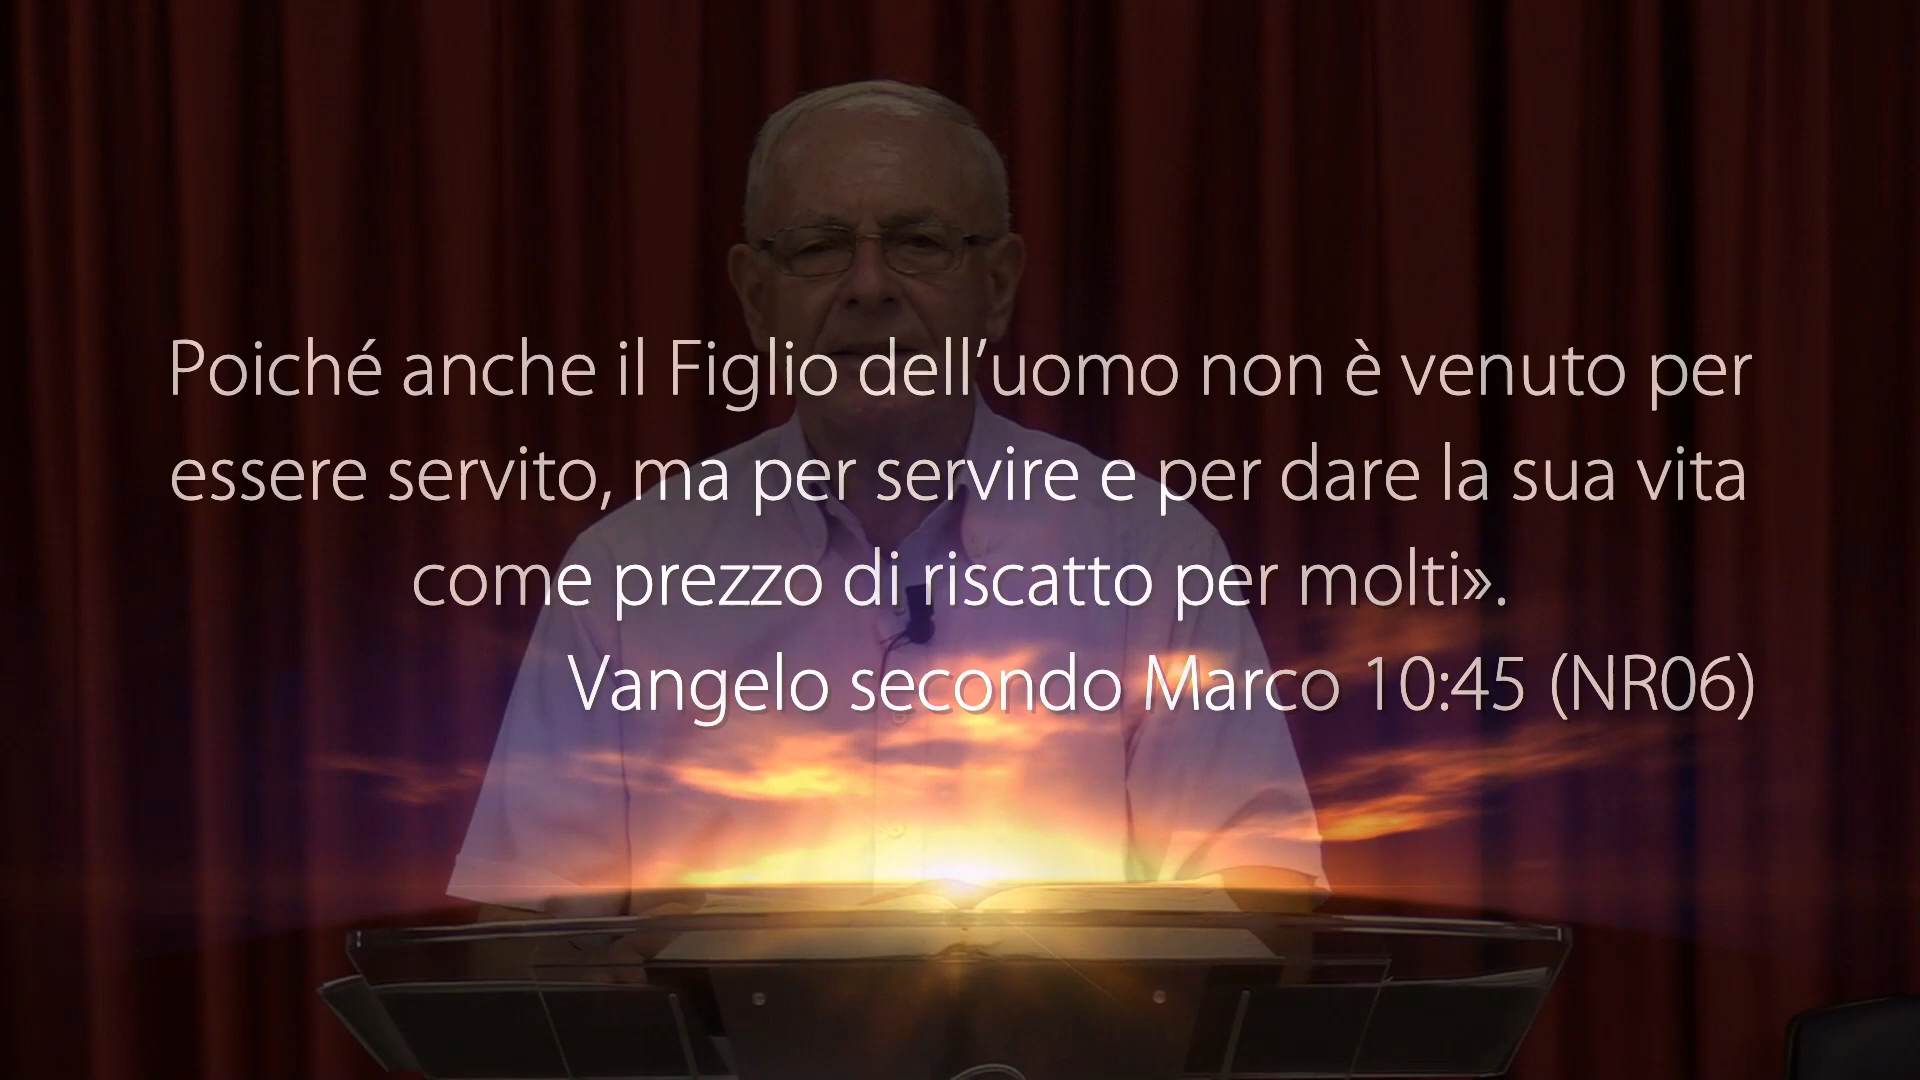 Poiché anche il Figlio dell’uomo non è venuto per
essere servito, ma per servire e per dare la sua vita
come prezzo di riscatto per molti».
Vangelo secondo Marco 10:45 (NR06)